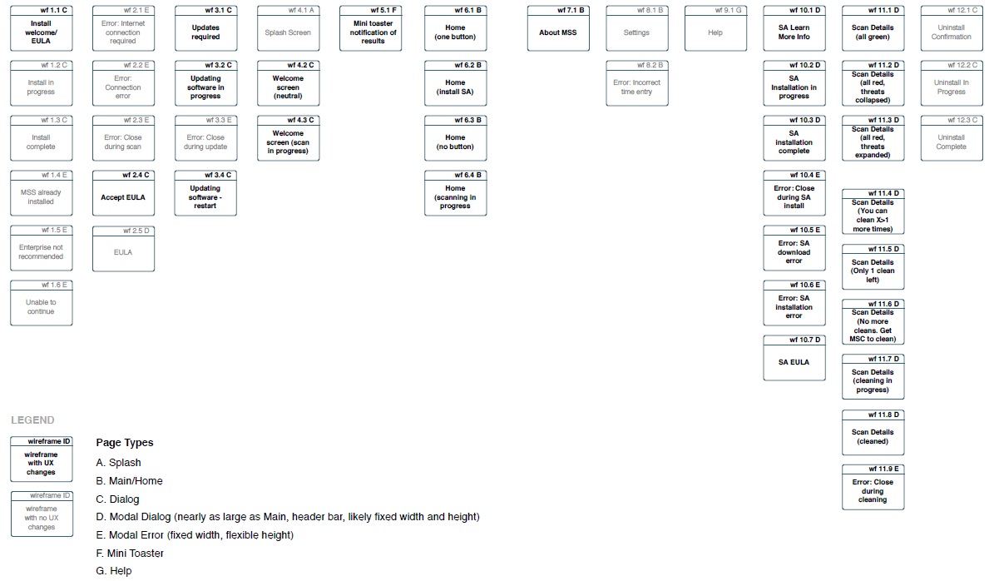 wf 1.1 C
Install
welcome/
EULA
wf 1.2 C
Install in
progress
wf 1.3 C
Install
complete
wf 1.4 E
MSS already
installed
wf 1.5 E
Enterprise not
recommended
wf 1.6 E
Unable to
continue
wf 2.1 E
Error: Internet
connection
required
wf 2.2 E
Error:
Connection
error
wf 2.3 E
Error: Close
during scan
wf 2.4 C
Accept EULA
wf 2.5 D
EULA
wf 3.1 C
Updates
required
wf 3.2 C
Updating
software in
progress
wf 3.3 E
Error: Close
during update
wf 3.4 C
Updating
software -
restart
wf 4.1 A
Splash Screen
wf 4.2 C
Welcome
screen
(neutral)
wf 4.3 C
Welcome
screen (scan
in progress)
wf 5.1 F
Mini toaster
notification of
results
wf 6.1 B
Home
(one button)
wf 6.2 B
Home
(install SA)
wf 6.3 B
Home
(no button)
wf 6.4 B
Home
(scanning in
progress
wf 7.1 B
About MSS
wf 8.1 B
Settings
wf 8.2 B
Error: Incorrect
time entry
wf 9.1 G
Help
wf 10.1 D
SA Learn
More Info
wf 10.2 D
SA
Installation in
progress
wf 10.3 D
SA
installation
complete
wf 10.4 E
Error: Close
during SA
install
wf 10.5 E
Error: SA
download
error
wf 10.6 E
Error: SA
installation
error
wf 10.7 D
SA EULA
wf 11.1 D
Scan Details
(all green)
wf 11.2 D
Scan Details
(all red,
threats
collapsed)
wf 11.3 D
Scan Details
(all red,
threats
expanded)
wf 11.4 D
Scan Details
(You can
clean X>1
more times)
wf 11.5 D
Scan Details
(Only 1 clean
left)
wf 11.6 D
Scan Details
(No more
cleans. Get
MSC to clean)
wf 11.7 D
Scan Details
(cleaning in
progress)
wf 11.8 D
Scan Details
(cleaned)
wf 11.9 E
Error: Close
during
cleaning
wf 12.1 C
Uninstall
Confirmation
wf 12.2 C
Uninstall In
Progress
wf 12.3 C
Uninstall
Complete
LEGEND
wireframe ID
wireframe
with UX
changes
wireframe ID
wireframe
with no UX
changes
Page Types
A. Splash
B. Main/Home
C. Dialog
D. Modal Dialog (nearly as large as Main, header bar, likely fixed width and height)
E. Modal Error (fixed width, flexible height)
F. Mini Toaster
G. Help